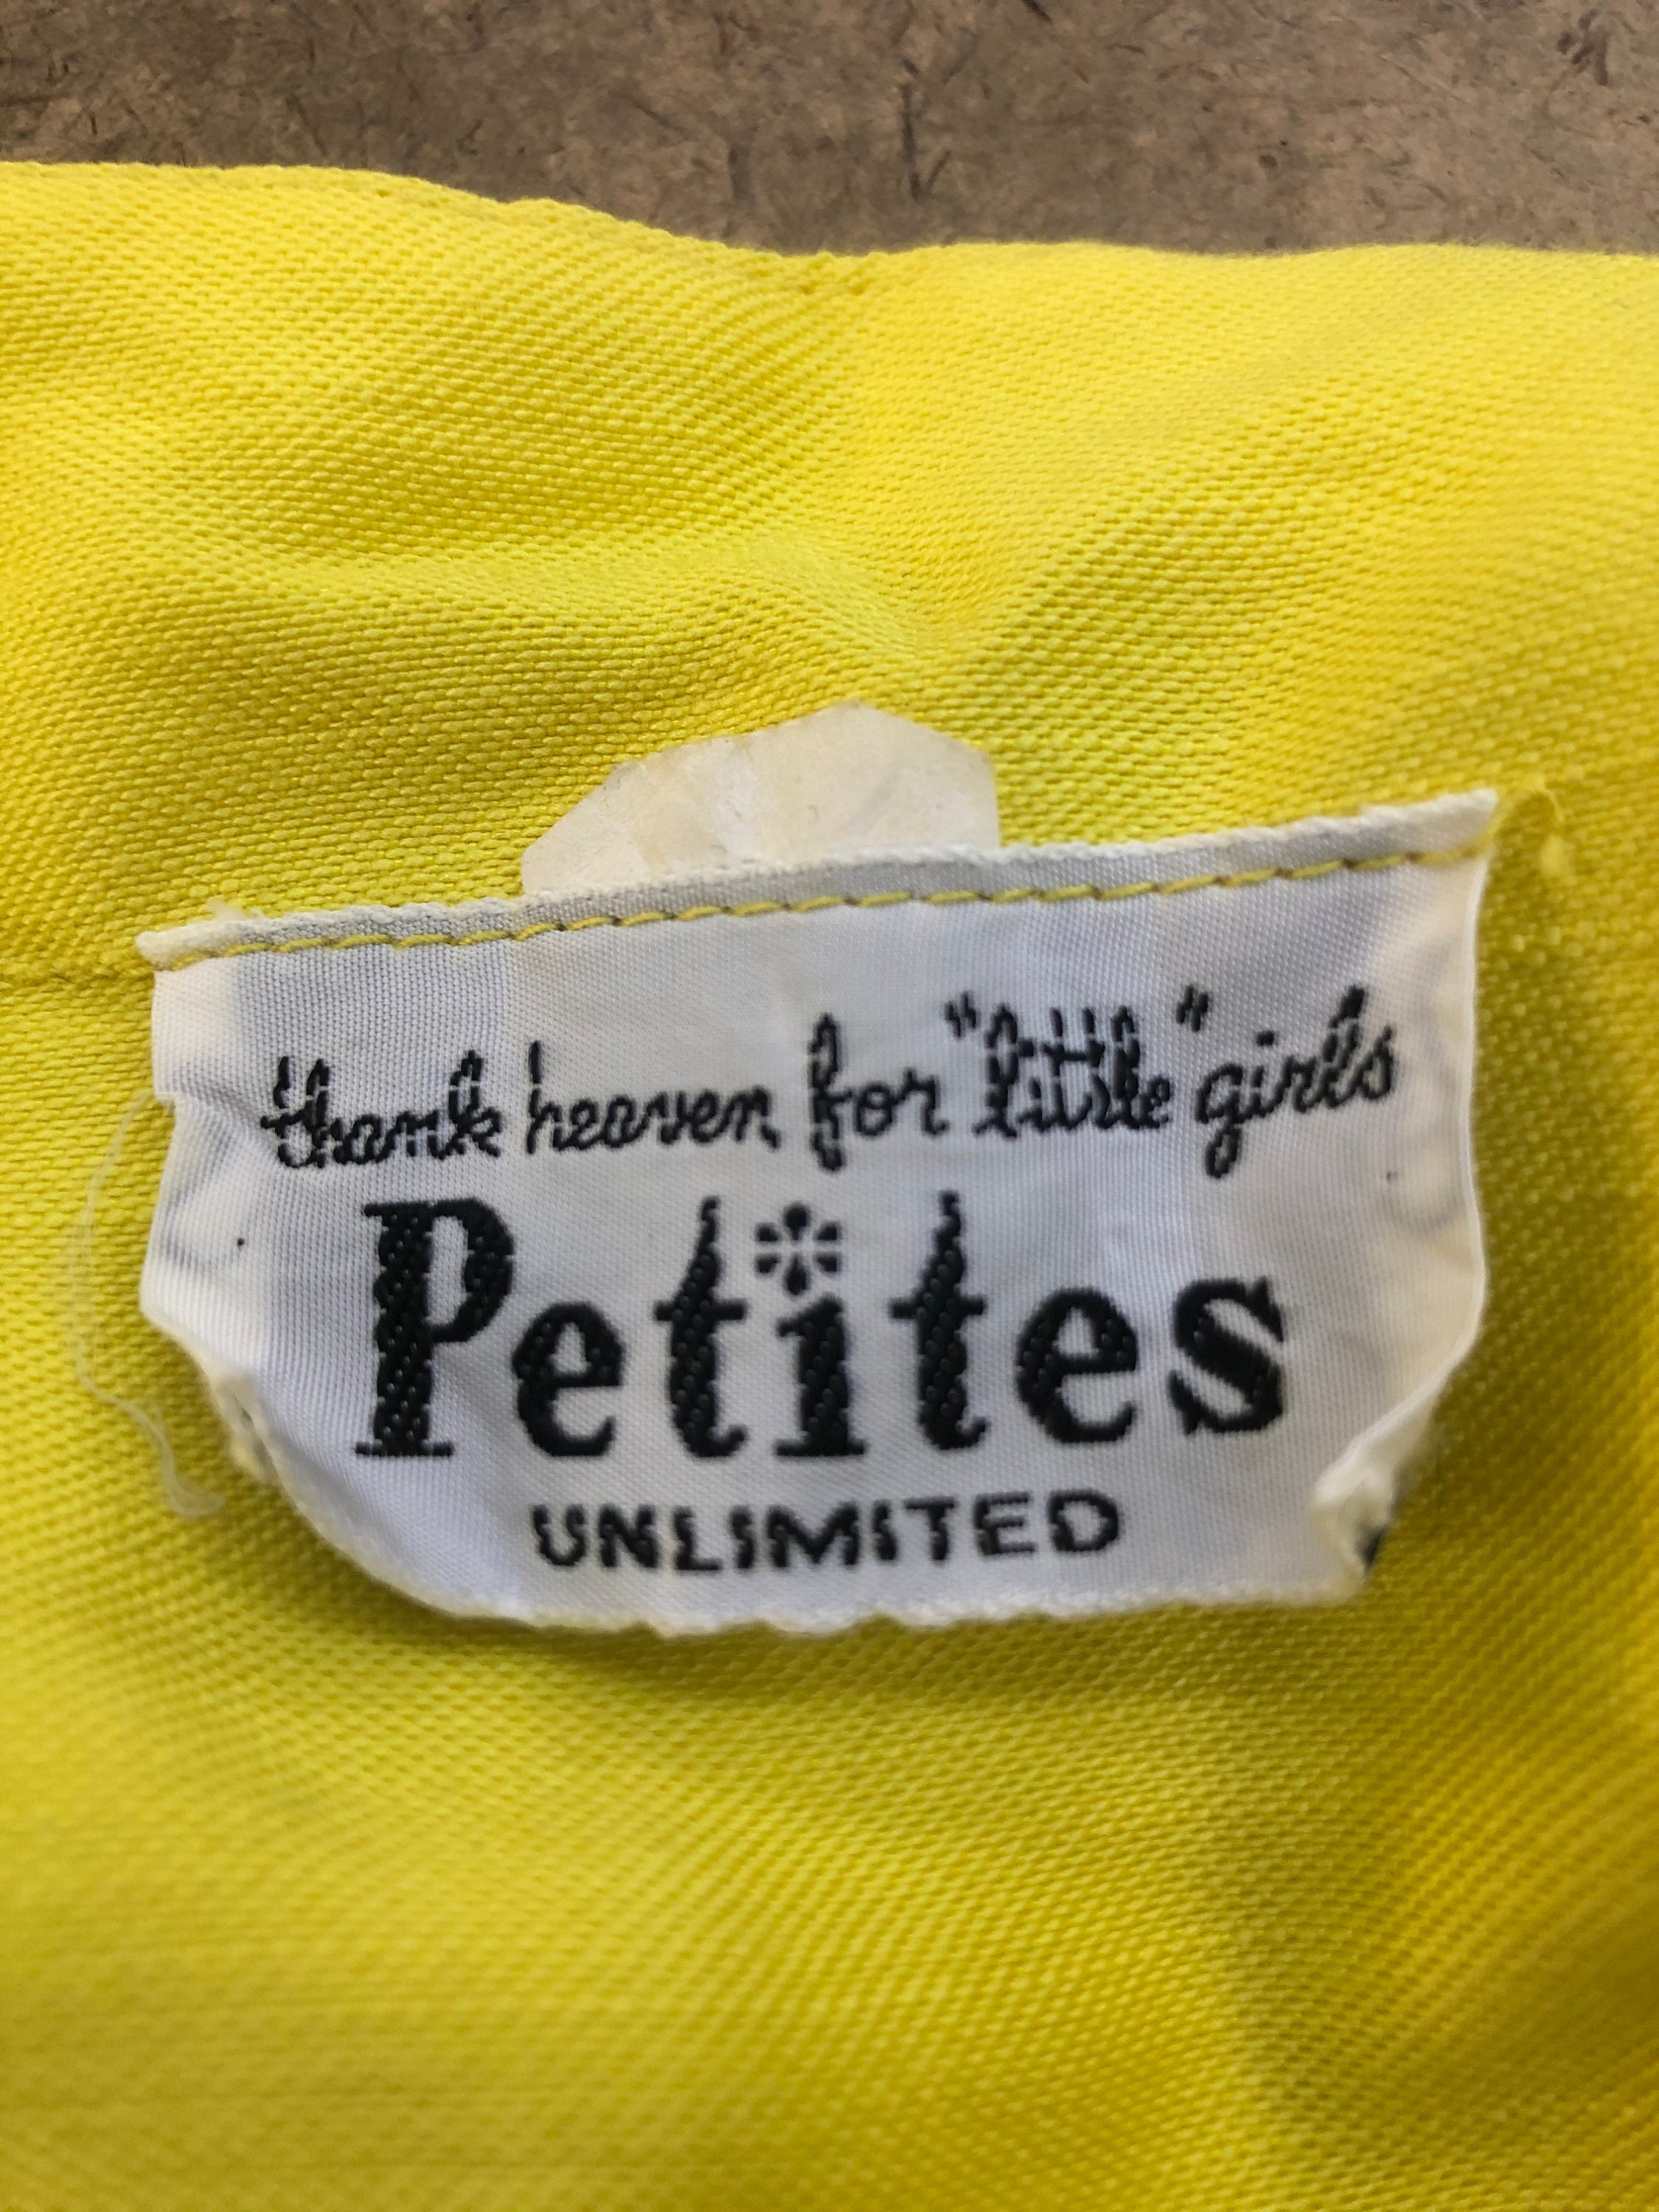 thank heaven for "little" girls
Petites
UNLIMITED